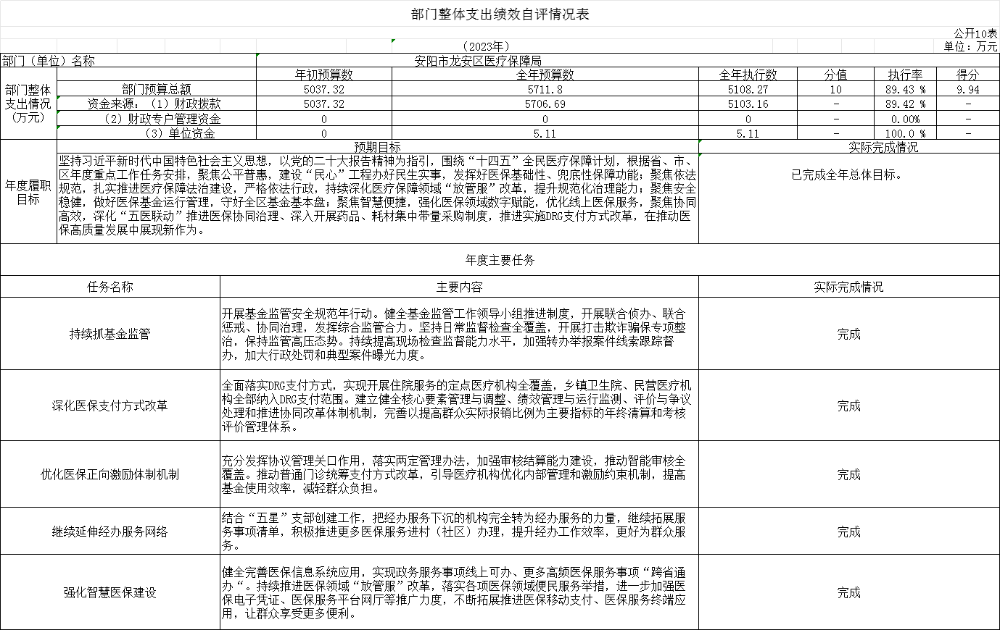 部门整体支出绩效自评情况表
公开10表
（2023年） 单位：万元
部门（单位）名称 安阳市龙安区医疗保障局
部门整体支出情况(万元) 年初预算数 全年预算数 全年执行数 分值 执行率 得分
部门预算总额 5037.32 5711.8 5108.27 10 89.43 % 9.94
资金来源：（1）财政拨款 5037.32 5706.69 5103.16 － 89.42 % －
（2）财政专户管理资金 0 0 0 － 0.00% －
（3）单位资金 0 5.11 5.11 － 100.0 % －
年度履职目标
预期目标 实际完成情况
坚持习近平新时代中国特色社会主义思想，以党的二十大报告精神为指引，围绕“十四五”全民医疗保障计划，根据省、市、
区年度重点工作任务安排，聚焦公平普惠，建设“民心”工程办好民生实事，发挥好医保基础性、兜底性保障功能；聚焦依法
规范，扎实推进医疗保障法治建设，严格依法行政，持续深化医疗保障领域“放管服”改革，提升规范化治理能力；聚焦安全
稳健，做好医保基金运行管理，守好全区基金基本盘；聚焦智慧便捷，强化医保领域数字赋能，优化线上医保服务，聚焦协同
高效，深化“五医联动”推进医保协同治理、深入开展药品、耗材集中带量采购制度，推进实施DRG支付方式改革，在推动医
保高质量发展中展现新作为。
已完成全年总体目标。
年度主要任务
任务名称 主要内容 实际完成情况
持续抓基金监管
开展基金监管安全规范年行动。健全基金监管工作领导小组推进制度，开展联合侦办、联合
惩戒、协同治理，发挥综合监管合力。坚持日常监督检查全覆盖，开展打击欺诈骗保专项整
治，保持监管高压态势。持续提高现场检查监督能力水平，加强转办举报案件线索跟踪督
办，加大行政处罚和典型案件曝光力度。
完成
深化医保支付方式改革
全面落实DRG支付方式，实现开展住院服务的定点医疗机构全覆盖，乡镇卫生院、民营医疗机
构全部纳入DRG支付范围。建立健全核心要素管理与调整、绩效管理与运行监测、评价与争议
处理和推进协同改革体制机制，完善以提高群众实际报销比例为主要指标的年终清算和考核
评价管理体系。
完成
优化医保正向激励体制机制
充分发挥协议管理关口作用，落实两定管理办法，加强审核结算能力建设，推动智能审核全
覆盖。推动普通门诊统筹支付方式改革，引导医疗机构优化内部管理和激励约束机制，提高
基金使用效率，减轻群众负担。
完成
继续延伸经办服务网络
结合“五星”支部创建工作，把经办服务下沉的机构完全转为经办服务的力量，继续拓展服
务事项清单，积极推进更多医保服务进村（社区）办理，提升经办工作效率，更好为群众服
务。
完成
强化智慧医保建设
健全完善医保信息系统应用，实现政务服务事项线上可办、更多高频医保服务事项“跨省通
办“。持续推进医保领域“放管服”改革，落实各项医保领域便民服务举措，进一步加强医
保电子凭证、医保服务平台网厅等推广力度，不断拓展推进医保移动支付、医保服务终端应
用，让群众享受更多便利。
完成